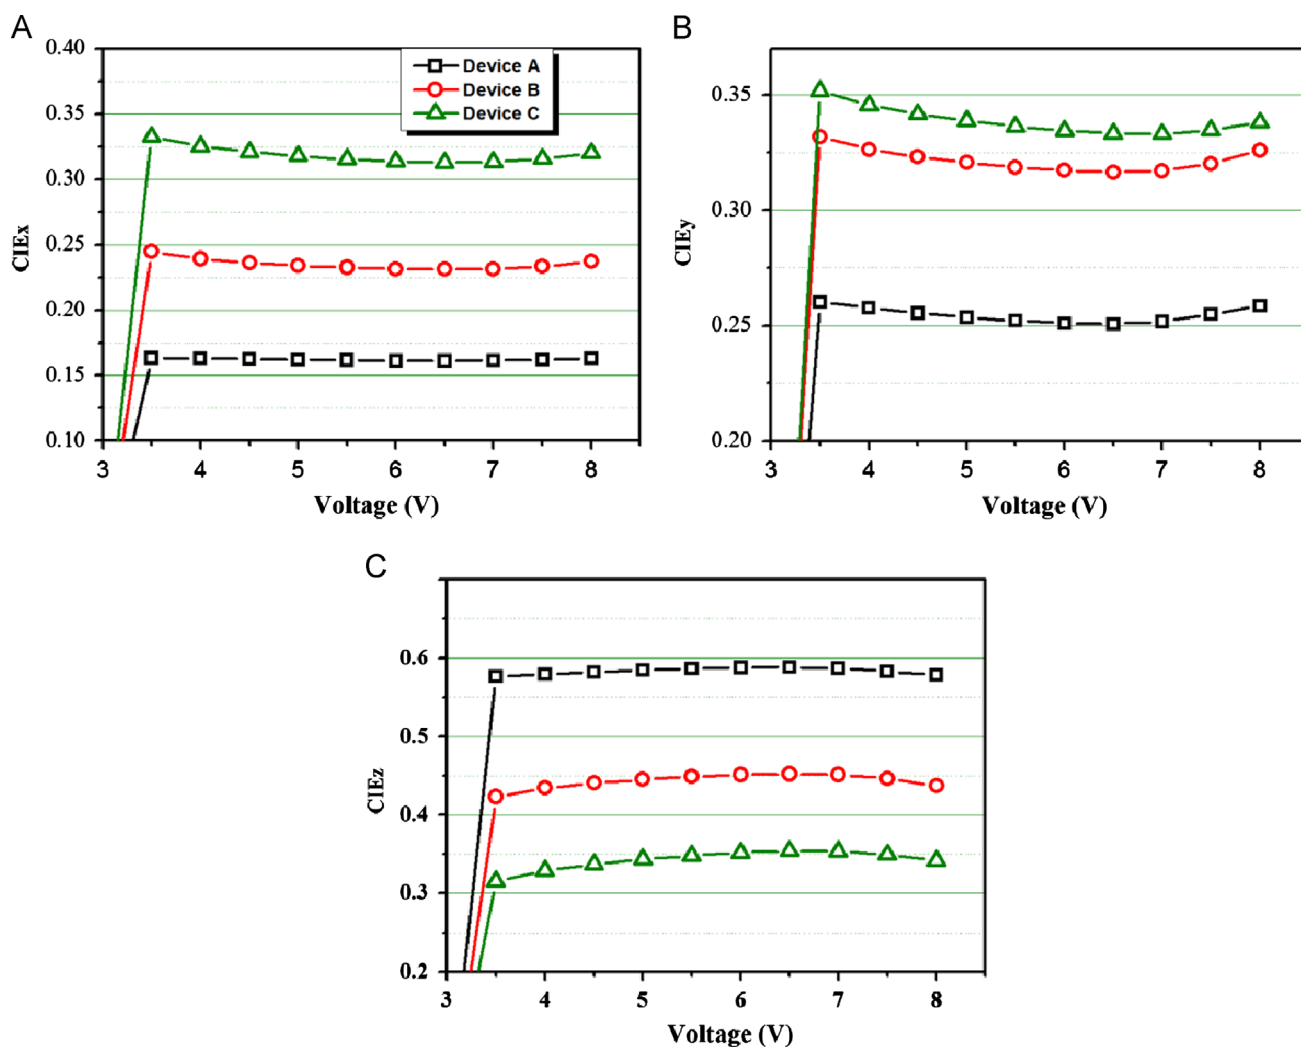 A
0.40
0.35
0.30
0.25
0.20
0.15
0.10
CIEx
3 4 5 6 7 8
Voltage (V)
Device A
Device B
Device C
B
0.35
0.30
0.25
0.20
CIEy
3 4 5 6 7 8
Voltage (V)
C
0.6
0.5
0.4
0.3
0.2
CIEz
3 4 5 6 7 8
Voltage (V)